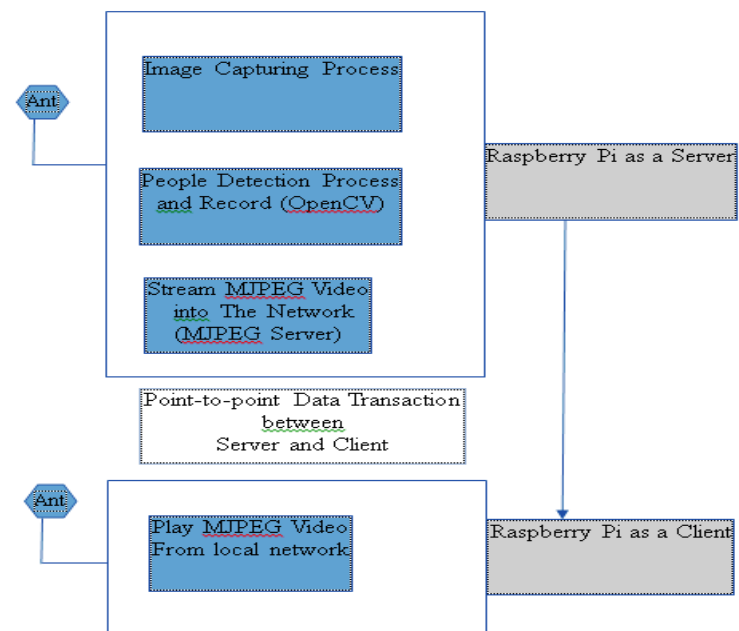 Ant
Image Capturing Process
People Detection Process
and Record (OpenCV)
Stream MJPEG Video
into The Network
(MJPEG Server)
Raspberry Pi as a Server
Point-to-point Data Transaction
between
Server and Client
Ant
Play MJPEG Video
From local network
Raspberry Pi as a Client